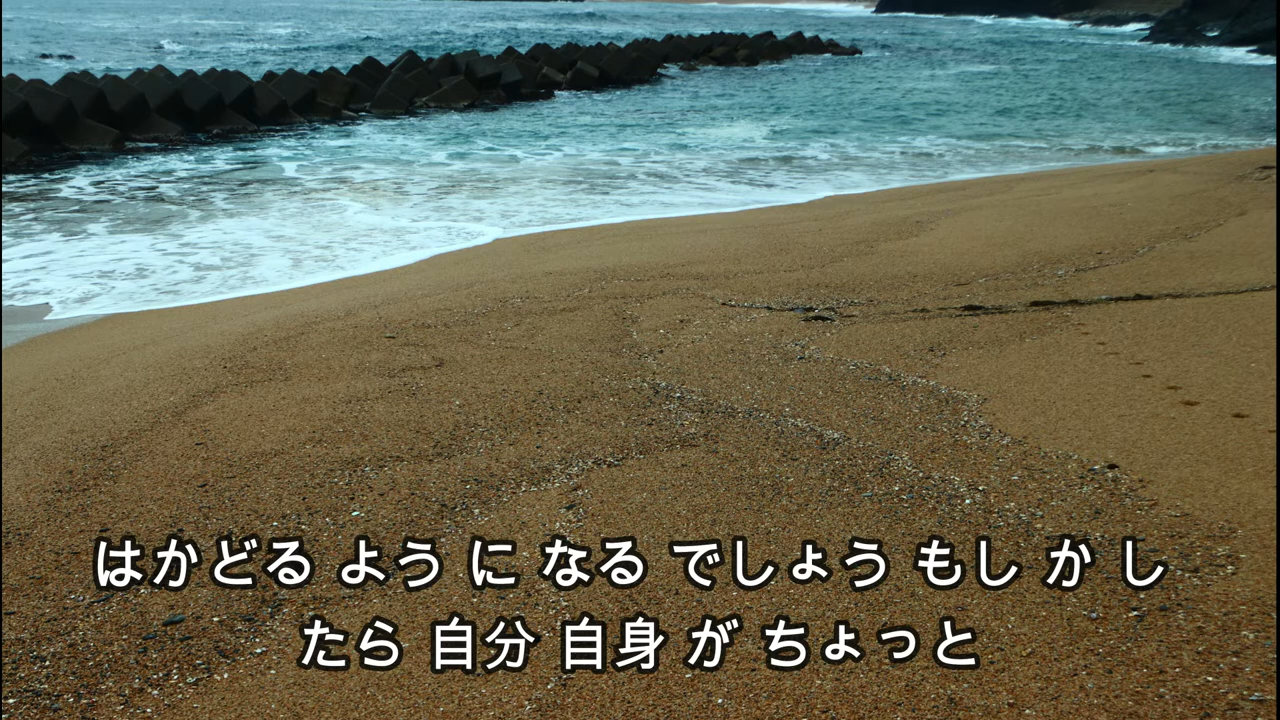 はかどる よう に なる でしょう もし か し
たら 自分 自身 が ちょっと